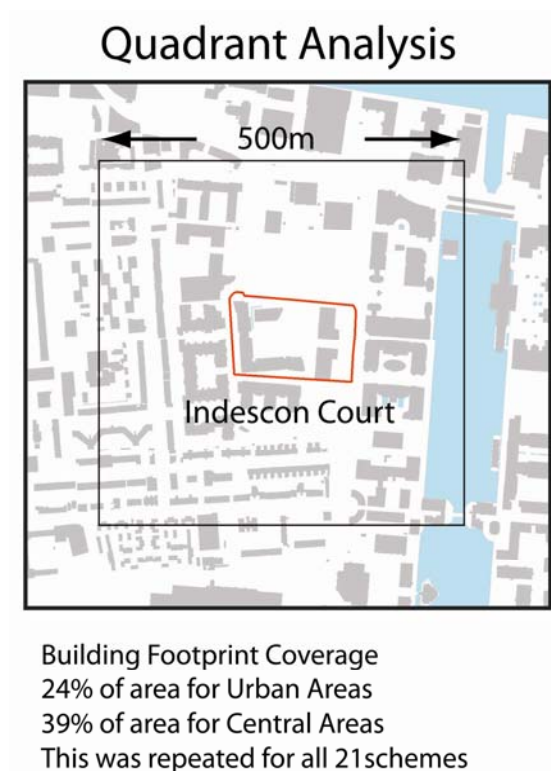 Quadrant Analysis
500m
Indescon Court
Building Footprint Coverage
24% of area for Urban Areas
39% of area for Central Areas
This was repeated for all 21schemes